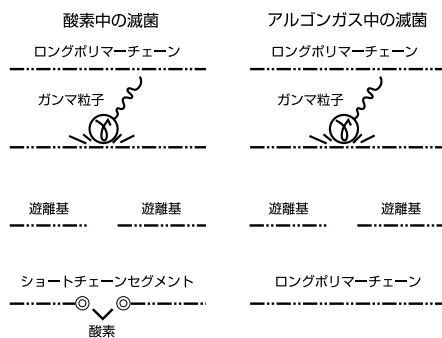 酸素中の滅菌
ロングポリマーチェーン
ガンマ粒子
遊離基 遊離基
ショートチェーンセグメント
酸素
アルゴンガス中の滅菌
ロングポリマーチェーン
ガンマ粒子
遊離基 遊離基
ロングポリマーチェーン